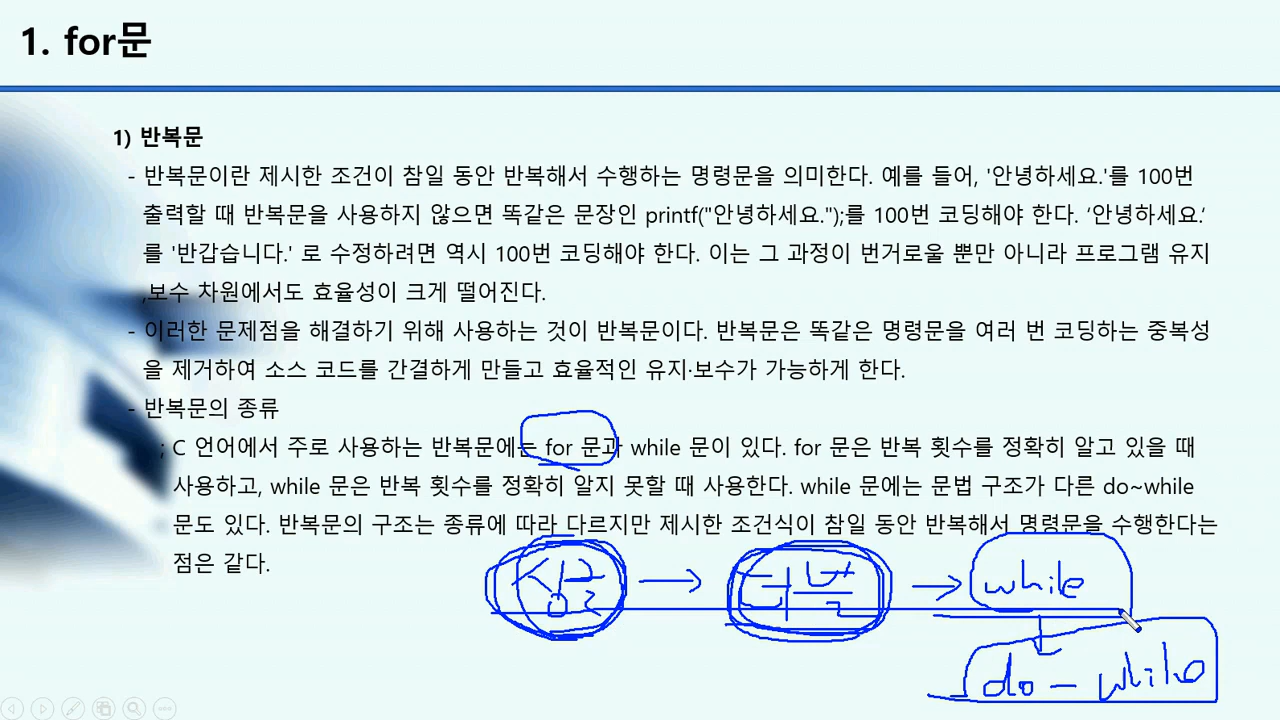 1. for문
1) 반복문
- 반복문이란 제시한 조건이 참일 동안 반복해서 수행하는 명령문을 의미한다. 예를 들어, '안녕하세요.'를 100번
출력할 때 반복문을 사용하지 않으면 똑같은 문장인 printf("안녕하세요.");를 100번 코딩해야 한다. ‘안녕하세요.‘
를 '반갑습니다.' 로 수정하려면 역시 100번 코딩해야 한다. 이는 그 과정이 번거로울 뿐만 아니라 프로그램 유지
,보수 차원에서도 효율성이 크게 떨어진다.
- 이러한 문제점을 해결하기 위해 사용하는 것이 반복문이다. 반복문은 똑같은 명령문을 여러 번 코딩하는 중복성
을 제거하여 소스 코드를 간결하게 만들고 효율적인 유지·보수가 가능하게 한다.
- 반복문의 종류
; C 언어에서 주로 사용하는 반복문에는 for 문과 while 문이 있다. for 문은 반복 횟수를 정확히 알고 있을 때
사용하고, while 문은 반복 횟수를 정확히 알지 못할 때 사용한다. while 문에는 문법 구조가 다른 do~while
문도 있다. 반복문의 구조는 종류에 따라 다르지만 제시한 조건식이 참일 동안 반복해서 명령문을 수행한다는
점은 같다.
while
do - while